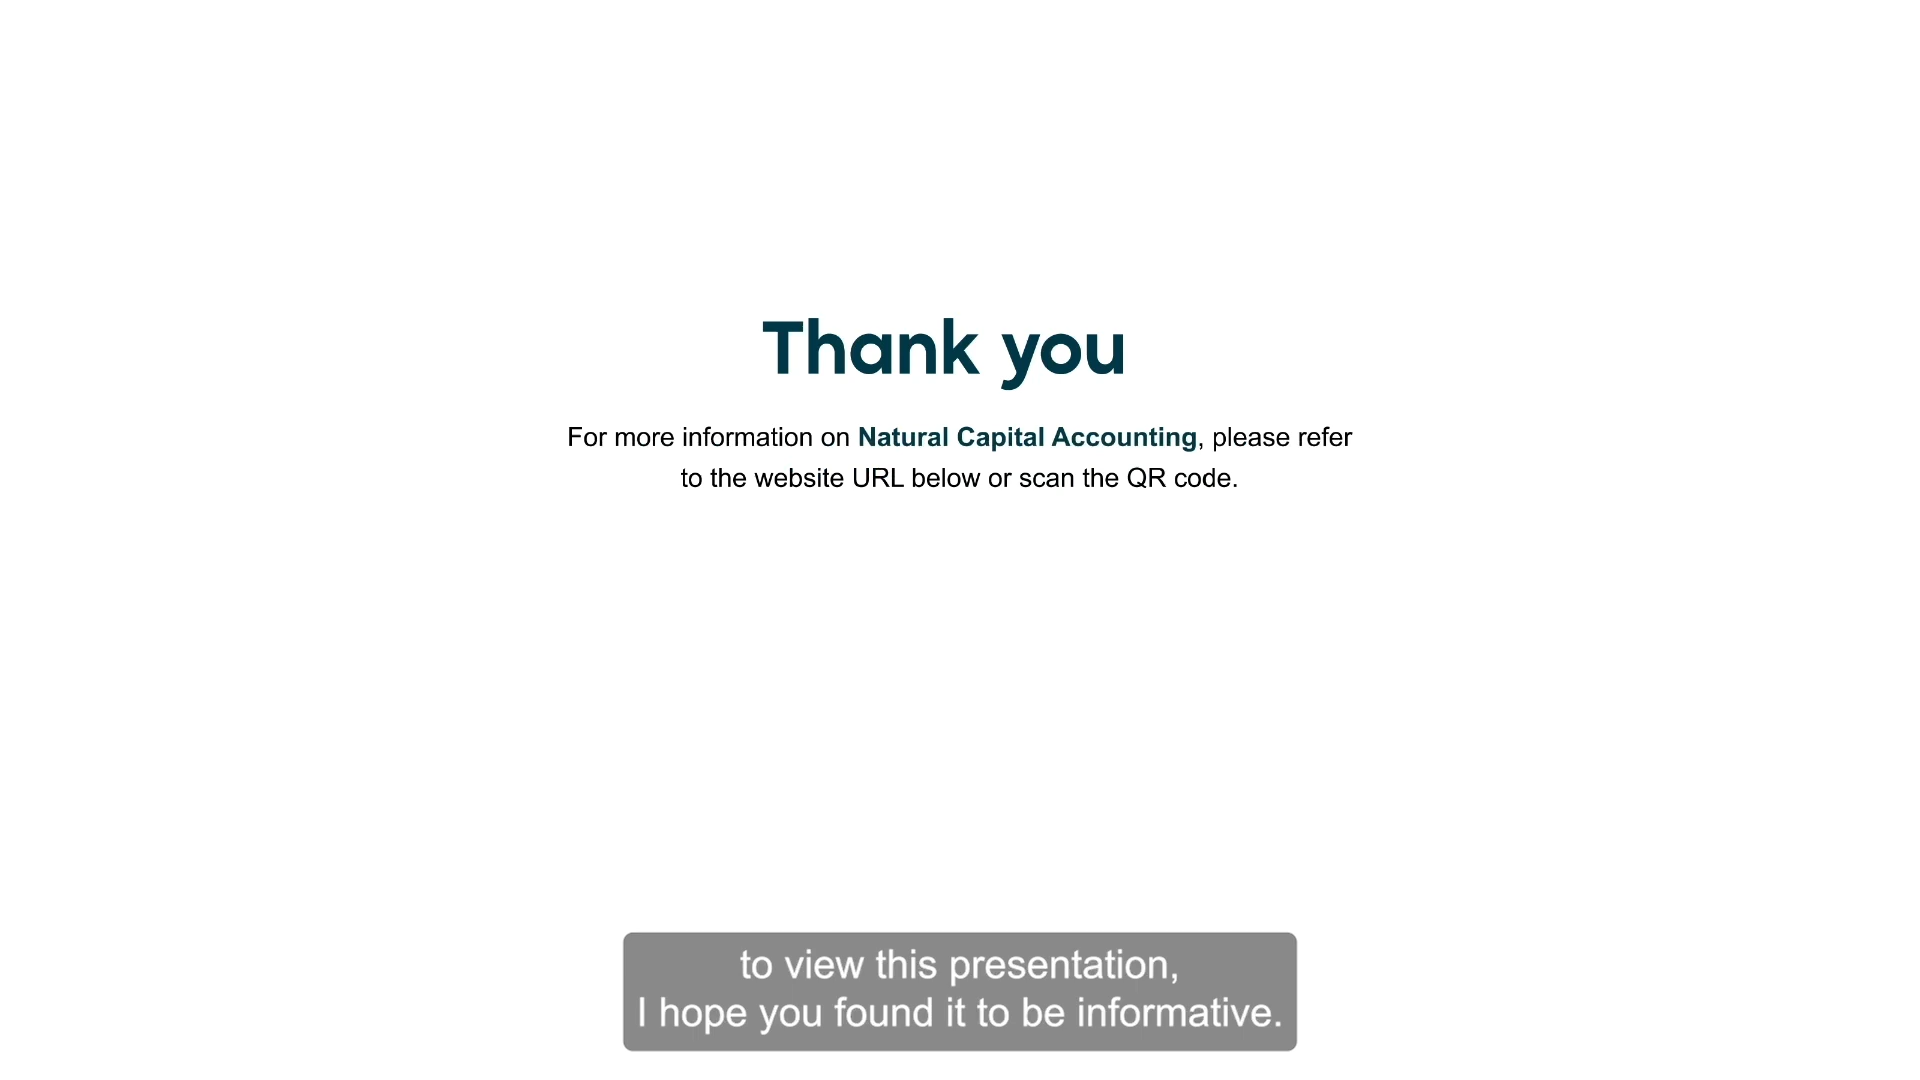 Thank you
For more information on Natural Capital Accounting, please refer
to the website URL below or scan the QR code.
to view this presentation,
I hope you found it to be informative.